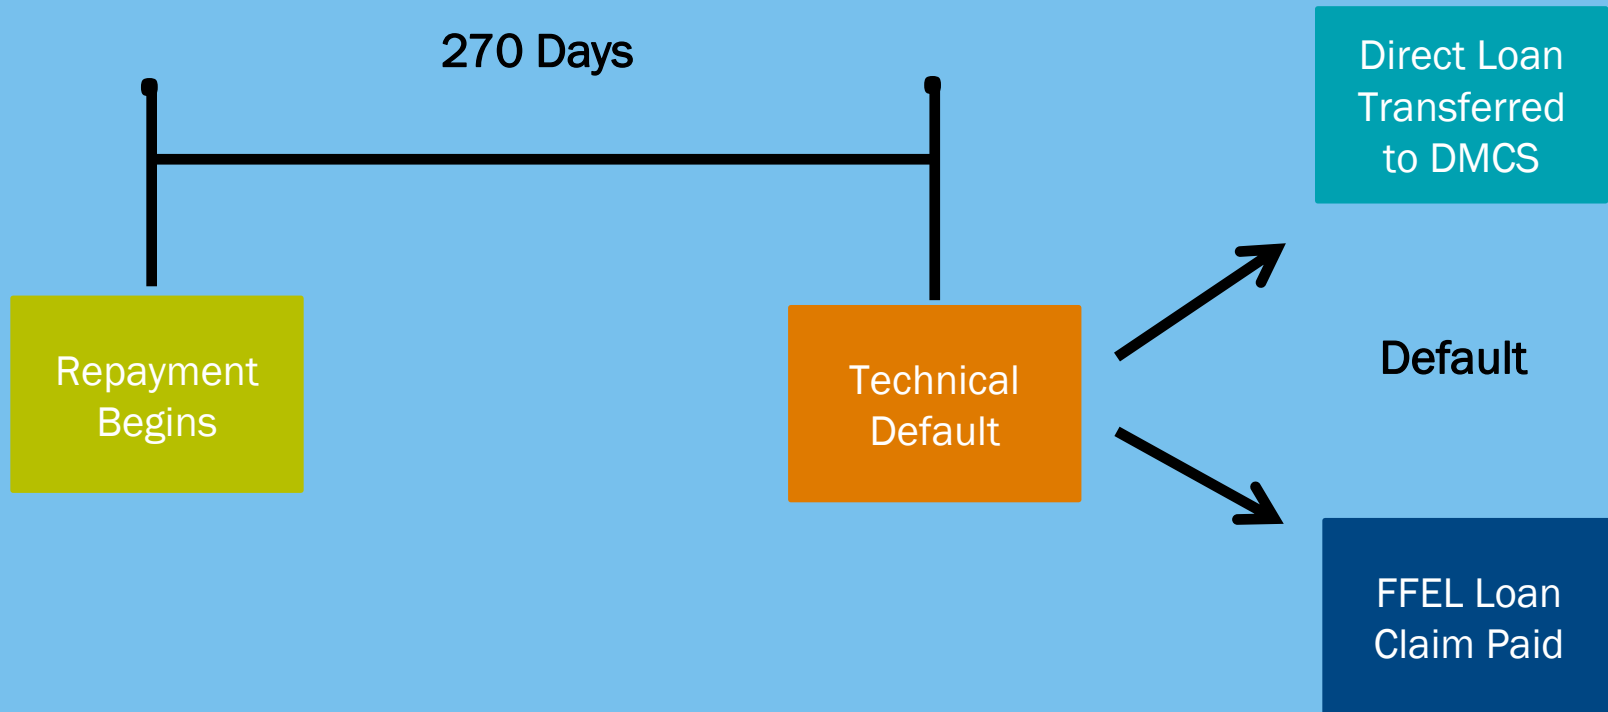 270 Days
Direct Loan
Transferred
to DMCS
Repayment
Begins
Technical
Default
Default
FFEL Loan
Claim Paid